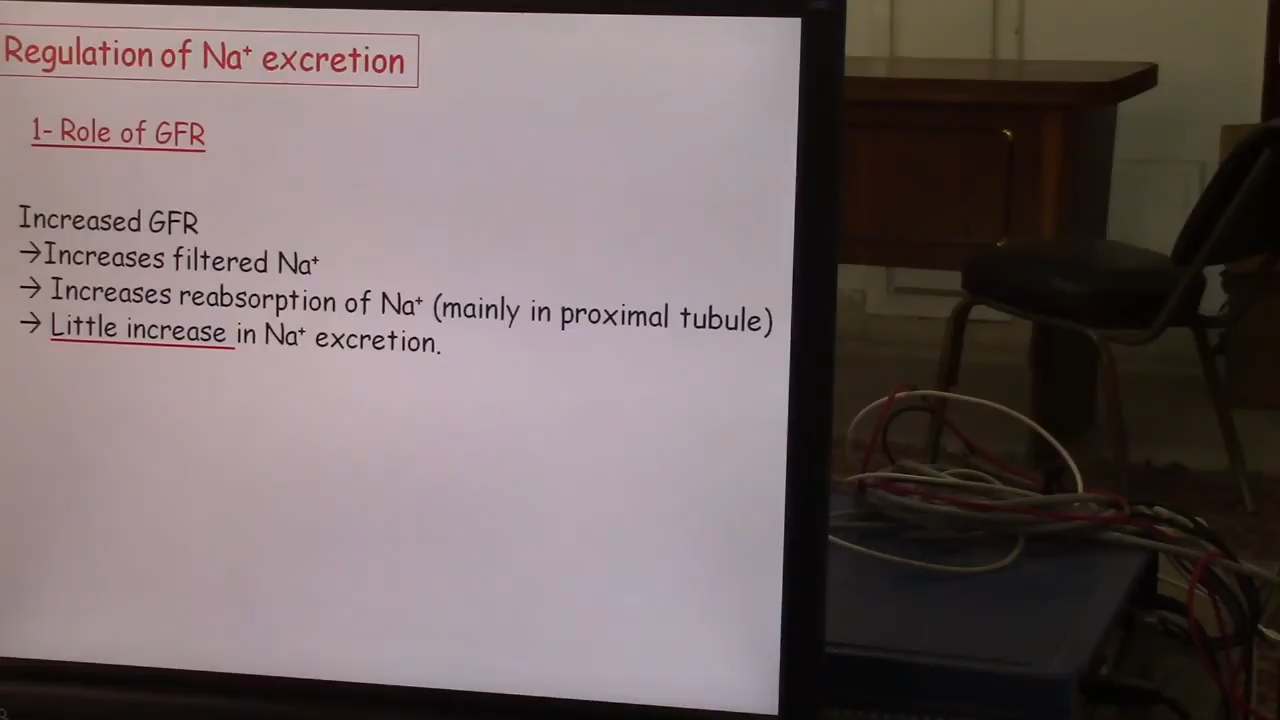 Regulation of Na⁺ excretion
1- Role of GFR
Increased GFR
→Increases filtered Na⁺
→ Increases reabsorption of Na⁺ (mainly in proximal tubule)
→ Little increase in Na⁺ excretion.